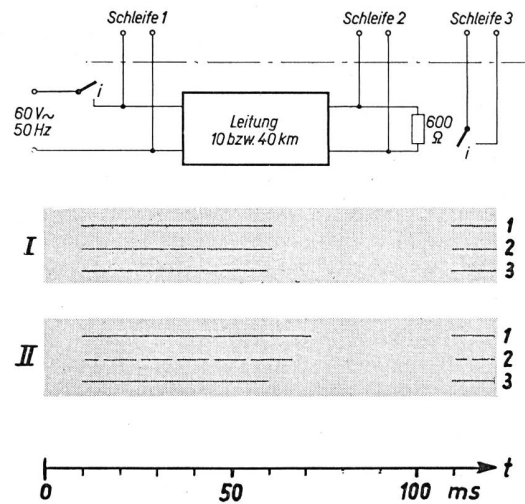 Schleife 1 Schleife 2 Schleife 3
i
60 V~
50 Hz
Leitung
10 bzw. 40 km
600
Ω
i
I
1
2
3
II
1
2
3
t
0 50 100 ms